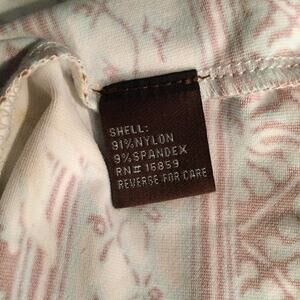 SHELL:
91%NYLON
9%SPANDEX
RN# 16859
REVERSE FOR CARE